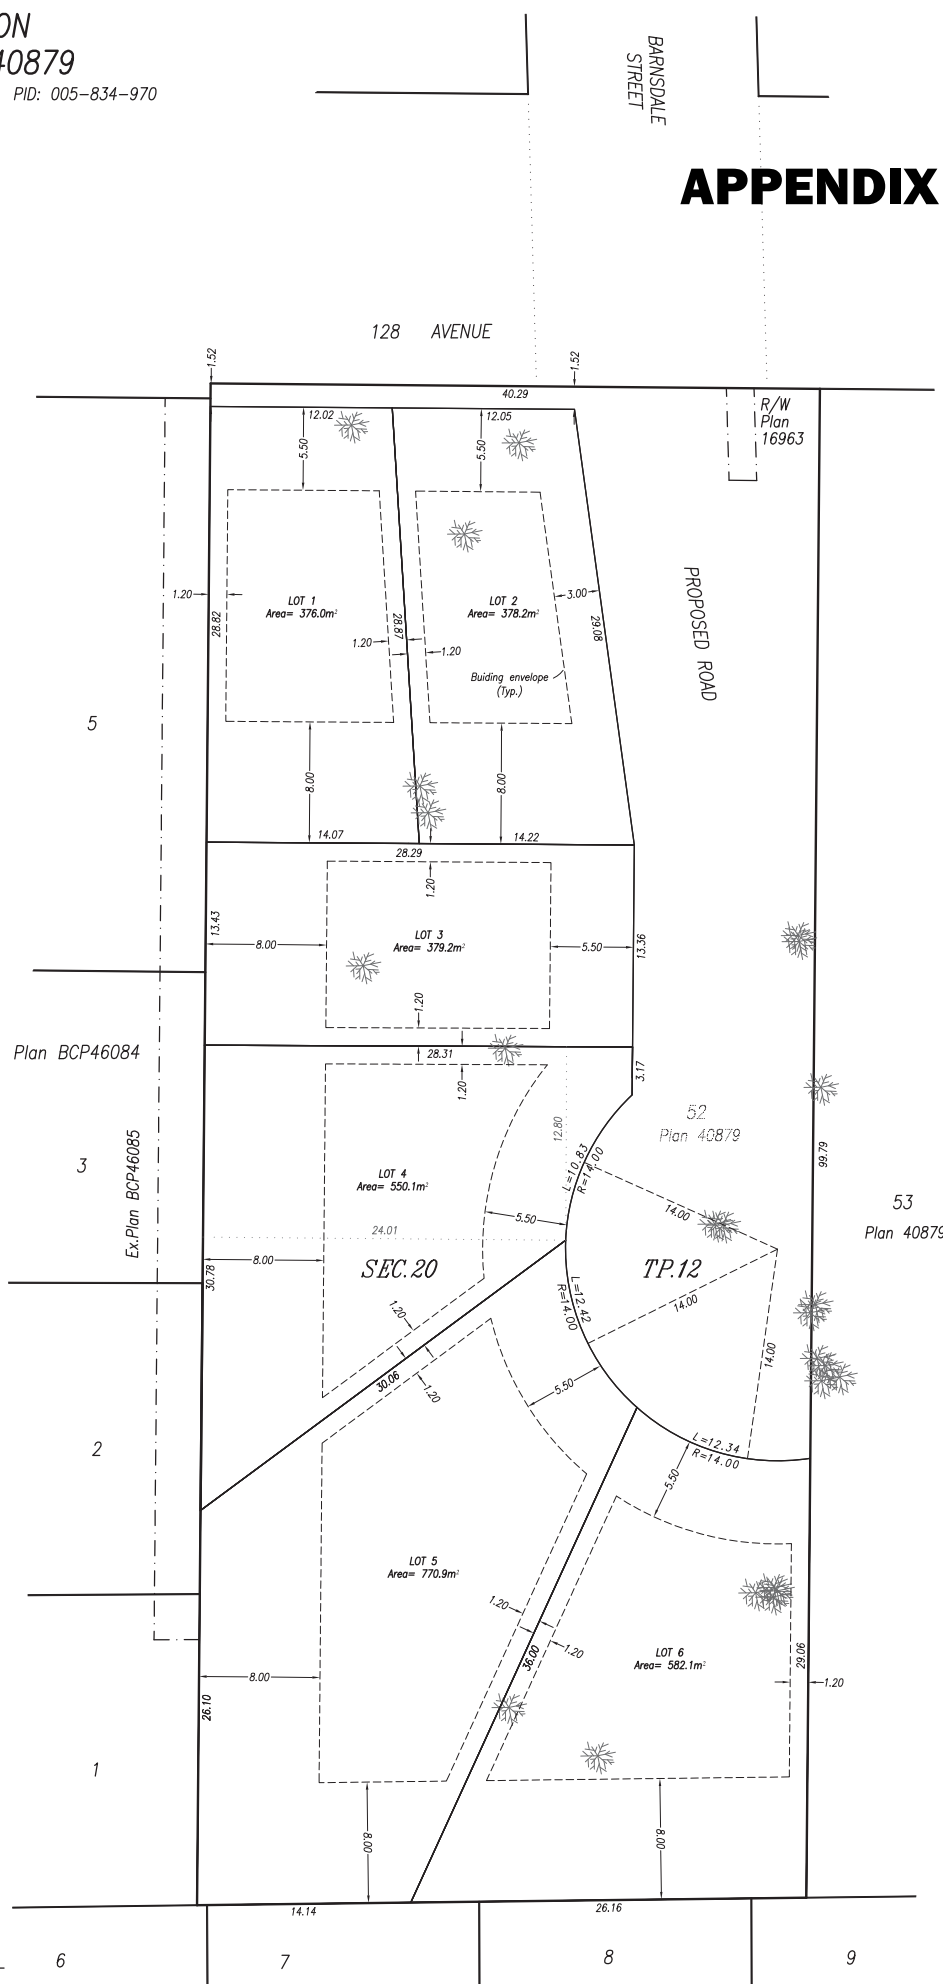 ON
40879
PID: 005-834-970
BARNSDALE
STREET
APPENDIX
128 AVENUE
1.52
1.52
40.29
R/W
Plan
16963
12.02
12.05
5.50
5.50
PROPOSED ROAD
1.20
28.82
LOT 1
Area= 376.0m²
28.87
1.20
1.20
LOT 2
Area= 378.2m²
3.00
29.08
Buiding envelope
(Typ.)
5
8.00
8.00
14.07
14.22
28.29
1.20
13.43
8.00
LOT 3
Area= 379.2m²
5.50
13.36
1.20
Plan BCP46084
28.31
1.20
3.17
12.80
52
Plan 40879
99.79
3
Ex.Plan BCP46085
LOT 4
Area= 550.1m²
L=10.83
R=14.00
14.00
53
Plan 40879
5.50
24.01
8.00
30.78
SEC.20
TP.12
1.20
L=12.42
R=14.00
14.00
14.00
30.06
1.20
5.50
2
L=12.34
R=14.00
5.50
LOT 5
Area= 770.9m²
1.20
36.00
1.20
LOT 6
Area= 582.1m²
29.06
1.20
8.00
26.10
1
8.00
8.00
14.14
26.16
6
7
8
9